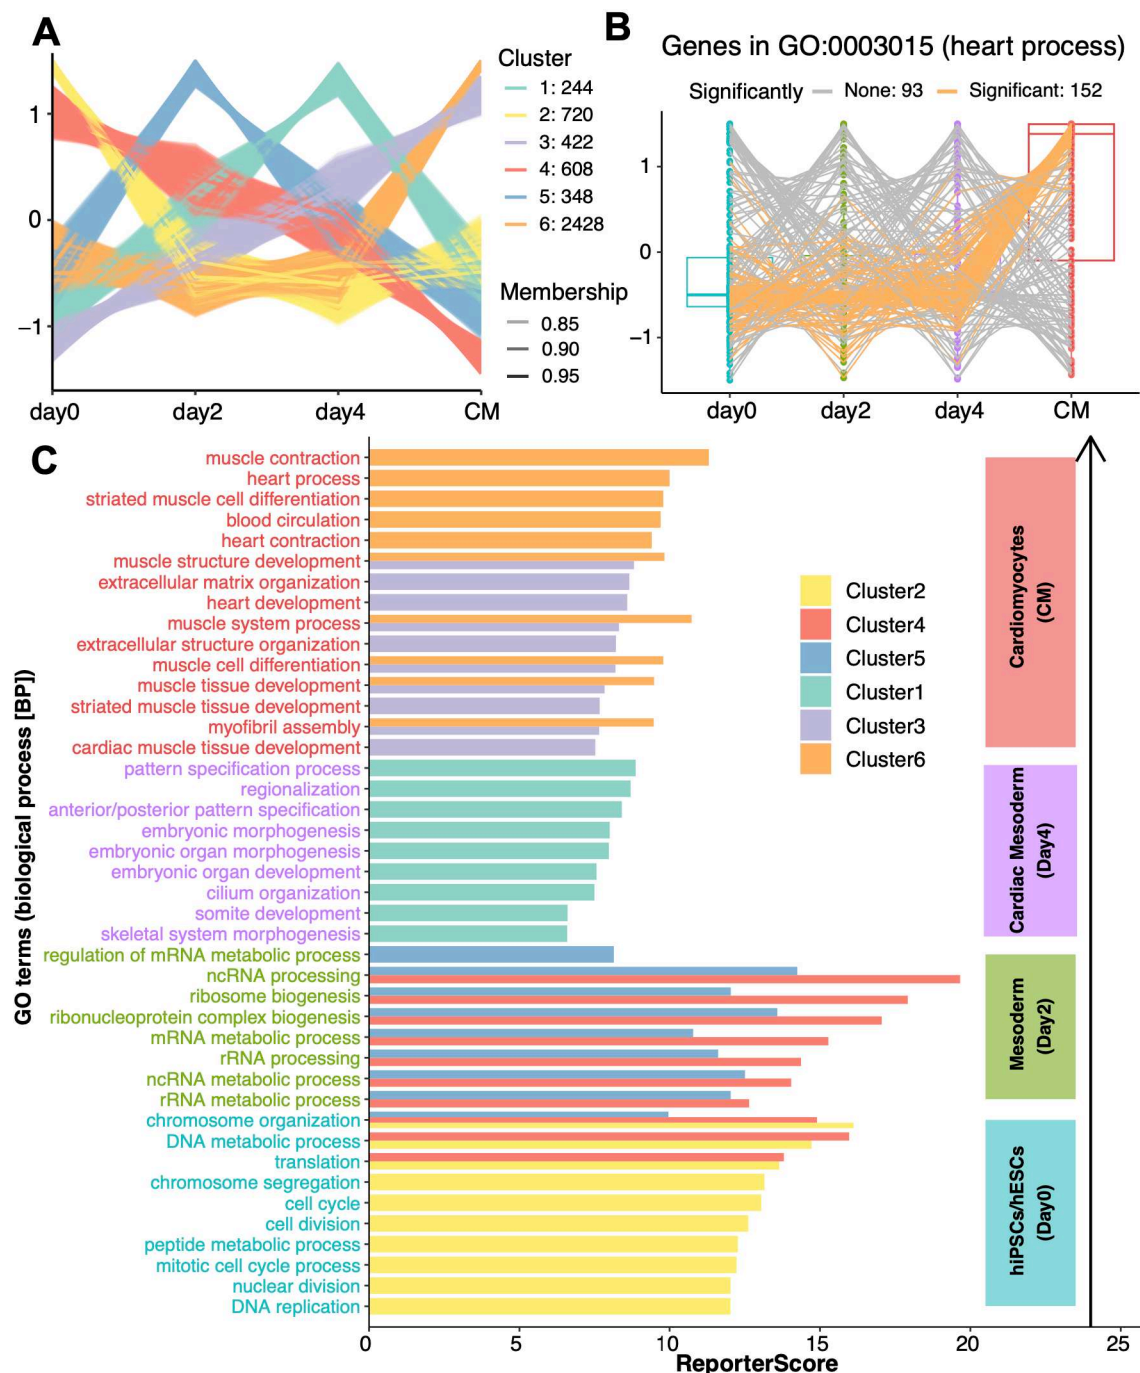 A
1
0
−1
day0
day2
day4
CM
Cluster
1: 244
2: 720
3: 422
4: 608
5: 348
6: 2428
Membership
0.85
0.90
0.95
B
Genes in GO:0003015 (heart process)
Significantly
None: 93
Significant: 152
1
0
−1
day0
day2
day4
CM
C
GO terms (biological process [BP])
muscle contraction
heart process
striated muscle cell differentiation
blood circulation
heart contraction
muscle structure development
extracellular matrix organization
heart development
muscle system process
extracellular structure organization
muscle cell differentiation
muscle tissue development
striated muscle tissue development
myofibril assembly
cardiac muscle tissue development
pattern specification process
regionalization
anterior/posterior pattern specification
embryonic morphogenesis
embryonic organ morphogenesis
embryonic organ development
cilium organization
somite development
skeletal system morphogenesis
regulation of mRNA metabolic process
ncRNA processing
ribosome biogenesis
ribonucleoprotein complex biogenesis
mRNA metabolic process
rRNA processing
ncRNA metabolic process
rRNA metabolic process
chromosome organization
DNA metabolic process
translation
chromosome segregation
cell cycle
cell division
peptide metabolic process
mitotic cell cycle process
nuclear division
DNA replication
0
5
10
15
20
25
ReporterScore
Cluster2
Cluster4
Cluster5
Cluster1
Cluster3
Cluster6
Cardiomyocytes
(CM)
Cardiac Mesoderm
(Day4)
Mesoderm
(Day2)
hiPSCs/hESCs
(Day0)